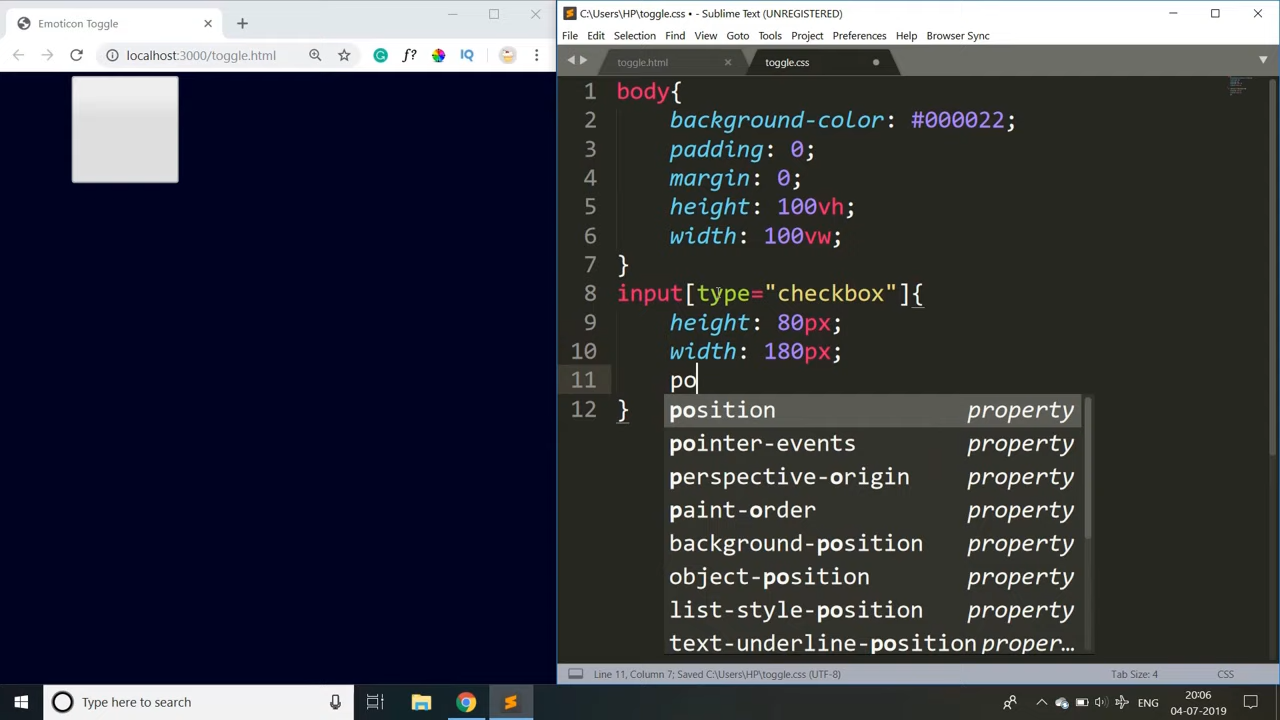 Emoticon Toggle
localhost:3000/toggle.html
f?
IQ
C:\Users\HP\toggle.css • - Sublime Text (UNREGISTERED)
File Edit Selection Find View Goto Tools Project Preferences Help Browser Sync
toggle.html toggle.css
1 body{
2 background-color: #000022;
3 padding: 0;
4 margin: 0;
5 height: 100vh;
6 width: 100vw;
7 }
8 input[type="checkbox"]{
9 height: 80px;
10 width: 180px;
11 po
12 }
position property
pointer-events property
perspective-origin property
paint-order property
background-position property
object-position property
list-style-position property
text-underline-position proper…
Line 11, Column 7; Saved C:\Users\HP\toggle.css (UTF-8) Tab Size: 4 CSS
Type here to search
ENG
20:06
04-07-2019